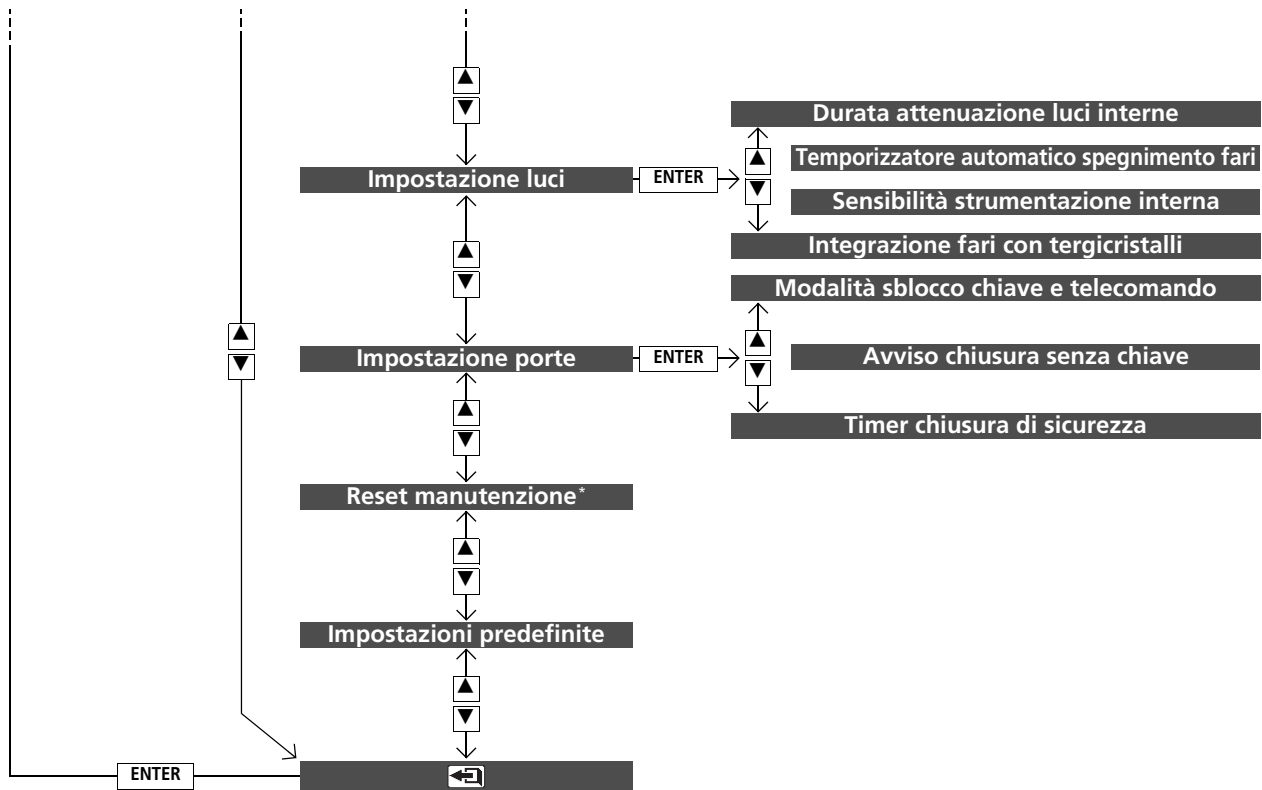 Durata attenuazione luci interne
Temporizzatore automatico spegnimento fari
Impostazione luci
ENTER
Sensibilità strumentazione interna
Integrazione fari con tergicristalli
Modalità sblocco chiave e telecomando
Impostazione porte
ENTER
Avviso chiusura senza chiave
Timer chiusura di sicurezza
Reset manutenzione*
Impostazioni predefinite
ENTER